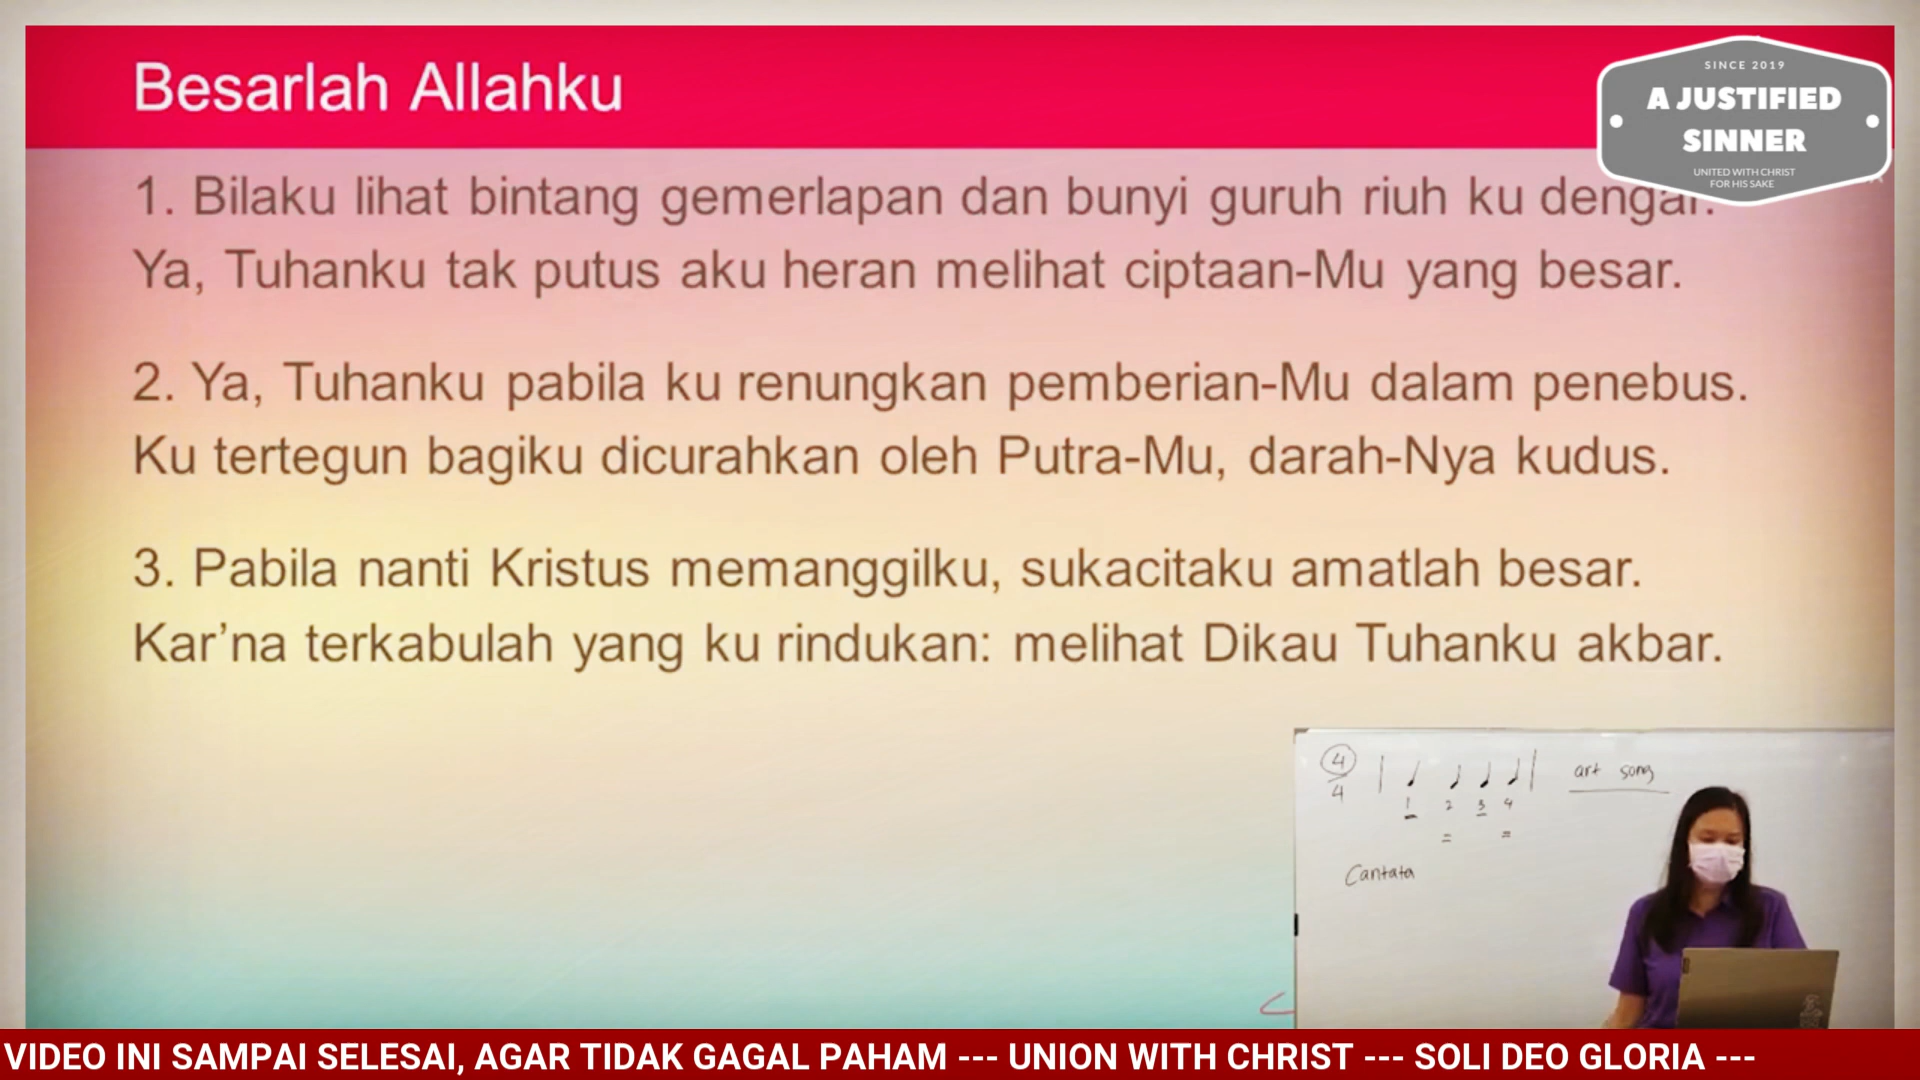 Besarlah Allahku
SINCE 2019
A JUSTIFIED
SINNER
UNITED WITH CHRIST
FOR HIS SAKE
1. Bilaku lihat bintang gemerlapan dan bunyi guruh riuh ku dengar.
Ya, Tuhanku tak putus aku heran melihat ciptaan-Mu yang besar.
2. Ya, Tuhanku pabila ku renungkan pemberian-Mu dalam penebus.
Ku tertegun bagiku dicurahkan oleh Putra-Mu, darah-Nya kudus.
3. Pabila nanti Kristus memanggilku, sukacitaku amatlah besar.
Kar’na terkabulah yang ku rindukan: melihat Dikau Tuhanku akbar.
4
4
art song
1 2 3 4
= =
Cantata
VIDEO INI SAMPAI SELESAI, AGAR TIDAK GAGAL PAHAM --- UNION WITH CHRIST --- SOLI DEO GLORIA ---